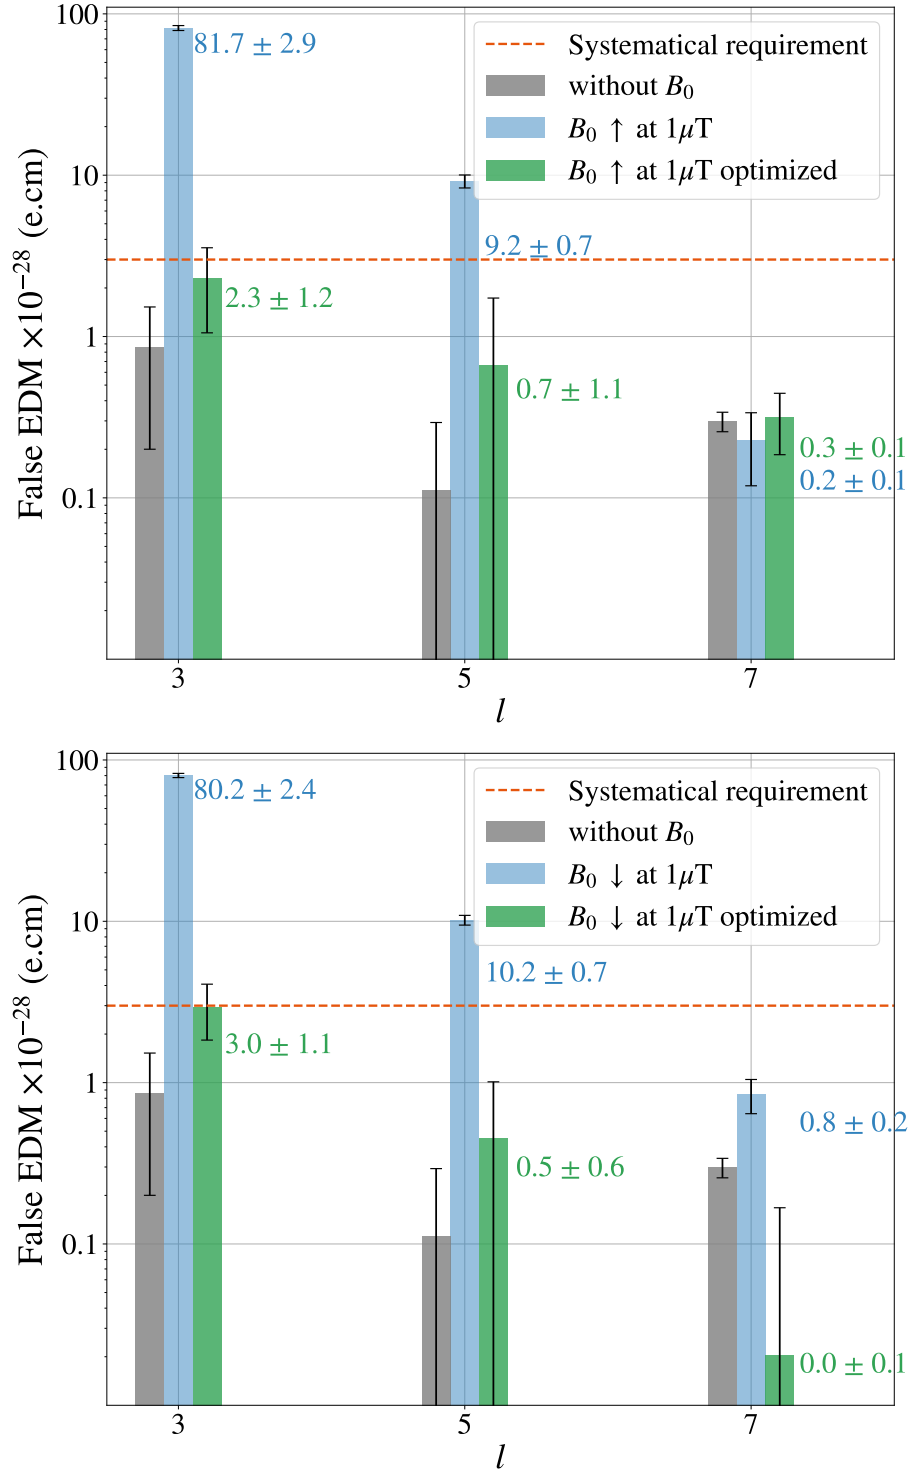 100
10
1
0.1
False EDM ×10⁻²⁸ (e.cm)
Systematical requirement
without B₀
B₀ ↑ at 1μT
B₀ ↑ at 1μT optimized
81.7 ± 2.9
2.3 ± 1.2
9.2 ± 0.7
0.7 ± 1.1
0.3 ± 0.1
0.2 ± 0.1
3 5 7
l
100
10
1
0.1
False EDM ×10⁻²⁸ (e.cm)
Systematical requirement
without B₀
B₀ ↓ at 1μT
B₀ ↓ at 1μT optimized
80.2 ± 2.4
3.0 ± 1.1
10.2 ± 0.7
0.5 ± 0.6
0.8 ± 0.2
0.0 ± 0.1
3 5 7
l